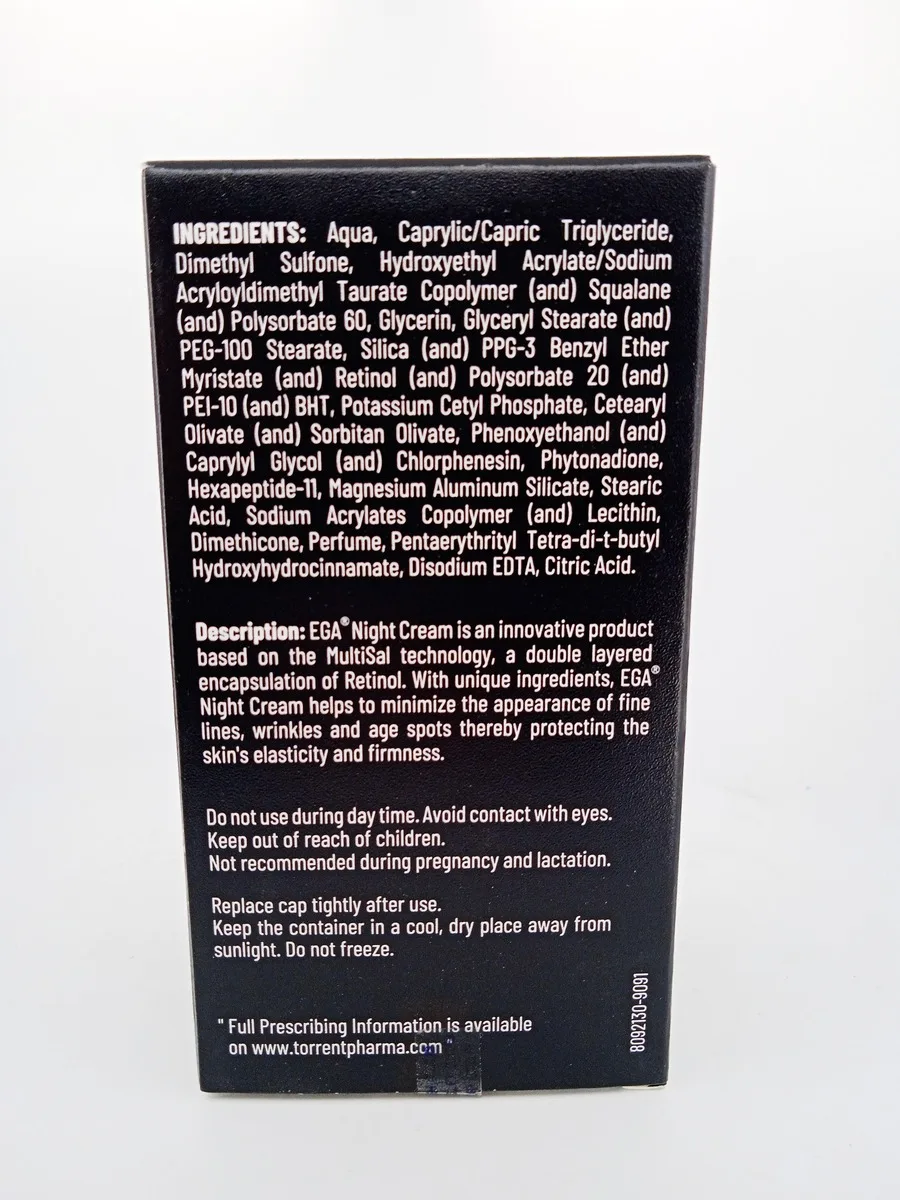 INGREDIENTS: Aqua, Caprylic/Capric Triglyceride,
Dimethyl Sulfone, Hydroxyethyl Acrylate/Sodium
Acryloyldimethyl Taurate Copolymer (and) Squalane
(and) Polysorbate 60, Glycerin, Glyceryl Stearate (and)
PEG-100 Stearate, Silica (and) PPG-3 Benzyl Ether
Myristate (and) Retinol (and) Polysorbate 20 (and)
PEI-10 (and) BHT, Potassium Cetyl Phosphate, Cetearyl
Olivate (and) Sorbitan Olivate, Phenoxyethanol (and)
Caprylyl Glycol (and) Chlorphenesin, Phytonadione,
Hexapeptide-11, Magnesium Aluminum Silicate, Stearic
Acid, Sodium Acrylates Copolymer (and) Lecithin,
Dimethicone, Perfume, Pentaerythrityl Tetra-di-t-butyl
Hydroxyhydrocinnamate, Disodium EDTA, Citric Acid.
Description: EGA® Night Cream is an innovative product
based on the MultiSal technology, a double layered
encapsulation of Retinol. With unique ingredients, EGA®
Night Cream helps to minimize the appearance of fine
lines, wrinkles and age spots thereby protecting the
skin's elasticity and firmness.
Do not use during day time. Avoid contact with eyes.
Keep out of reach of children.
Not recommended during pregnancy and lactation.
Replace cap tightly after use.
Keep the container in a cool, dry place away from
sunlight. Do not freeze.
" Full Prescribing Information is available
on www.torrentpharma.com "
8092130-9091